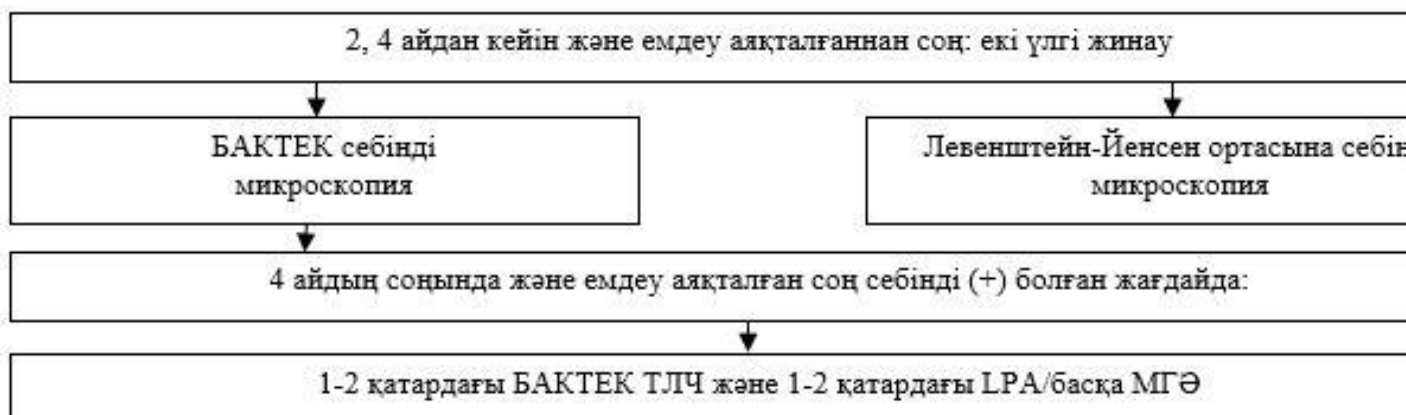 2, 4 айдан кейін және емдеу аяқталғаннан соң: екі үлгі жинау
БАКТЕК себінді
микроскопия
Левенштейн-Йенсен ортасына
микроскопия
4 айдың соңында және емдеу аяқталған соң себінді (+) болған жағдайда:
1-2 қатардағы БАКТЕК ТЛЧ және 1-2 қатардағы LPA/басқа МГӘ